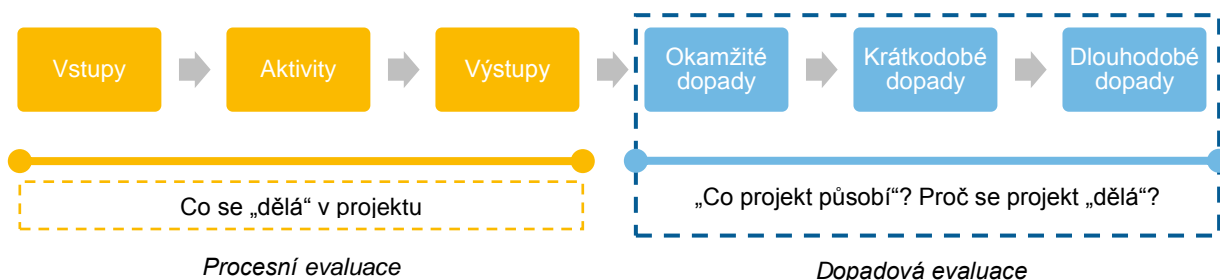 Vstupy
Aktivity
Výstupy
Okamžité
dopady
Krátkodobé
dopady
Dlouhodobé
dopady
Co se „dělá“ v projektu
„Co projekt působí“? Proč se projekt „dělá“?
Procesní evaluace
Dopadová evaluace